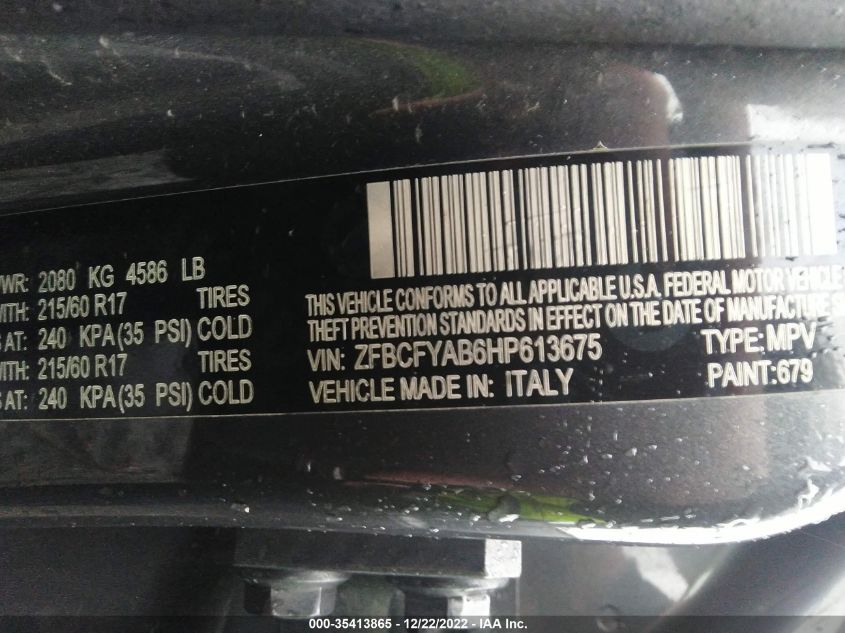 WR: 2080 KG 4586 LB
WITH: 215/60 R17 TIRES
S AT: 240 KPA(35 PSI) COLD
WITH: 215/60 R17 TIRES
S AT: 240 KPA(35 PSI) COLD
THIS VEHICLE CONFORMS TO ALL APPLICABLE U.S.A. FEDERAL MOTOR VEHICLE
THEFT PREVENTION STANDARDS IN EFFECT ON THE DATE OF MANUFACTURE S
VIN: ZFBCFYAB6HP613675 TYPE: MPV
VEHICLE MADE IN: ITALY PAINT: 679
000-35413865 - 12/22/2022 - IAA Inc.